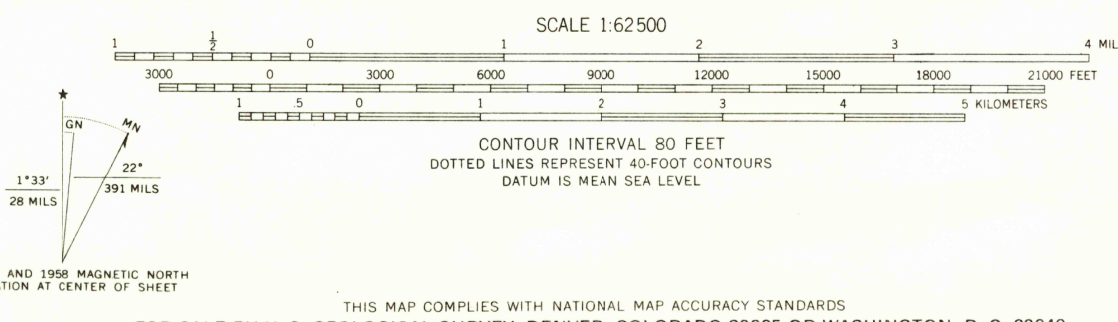 SCALE 1:62500
1 ½ 0 1 2 3 4 MIL
3000 0 3000 6000 9000 12000 15000 18000 21000 FEET
1 .5 0 1 2 3 4 5 KILOMETERS
CONTOUR INTERVAL 80 FEET
DOTTED LINES REPRESENT 40-FOOT CONTOURS
DATUM IS MEAN SEA LEVEL
★
GN MN
1°33′ 22°
28 MILS 391 MILS
AND 1958 MAGNETIC NORTH
TION AT CENTER OF SHEET
THIS MAP COMPLIES WITH NATIONAL MAP ACCURACY STANDARDS